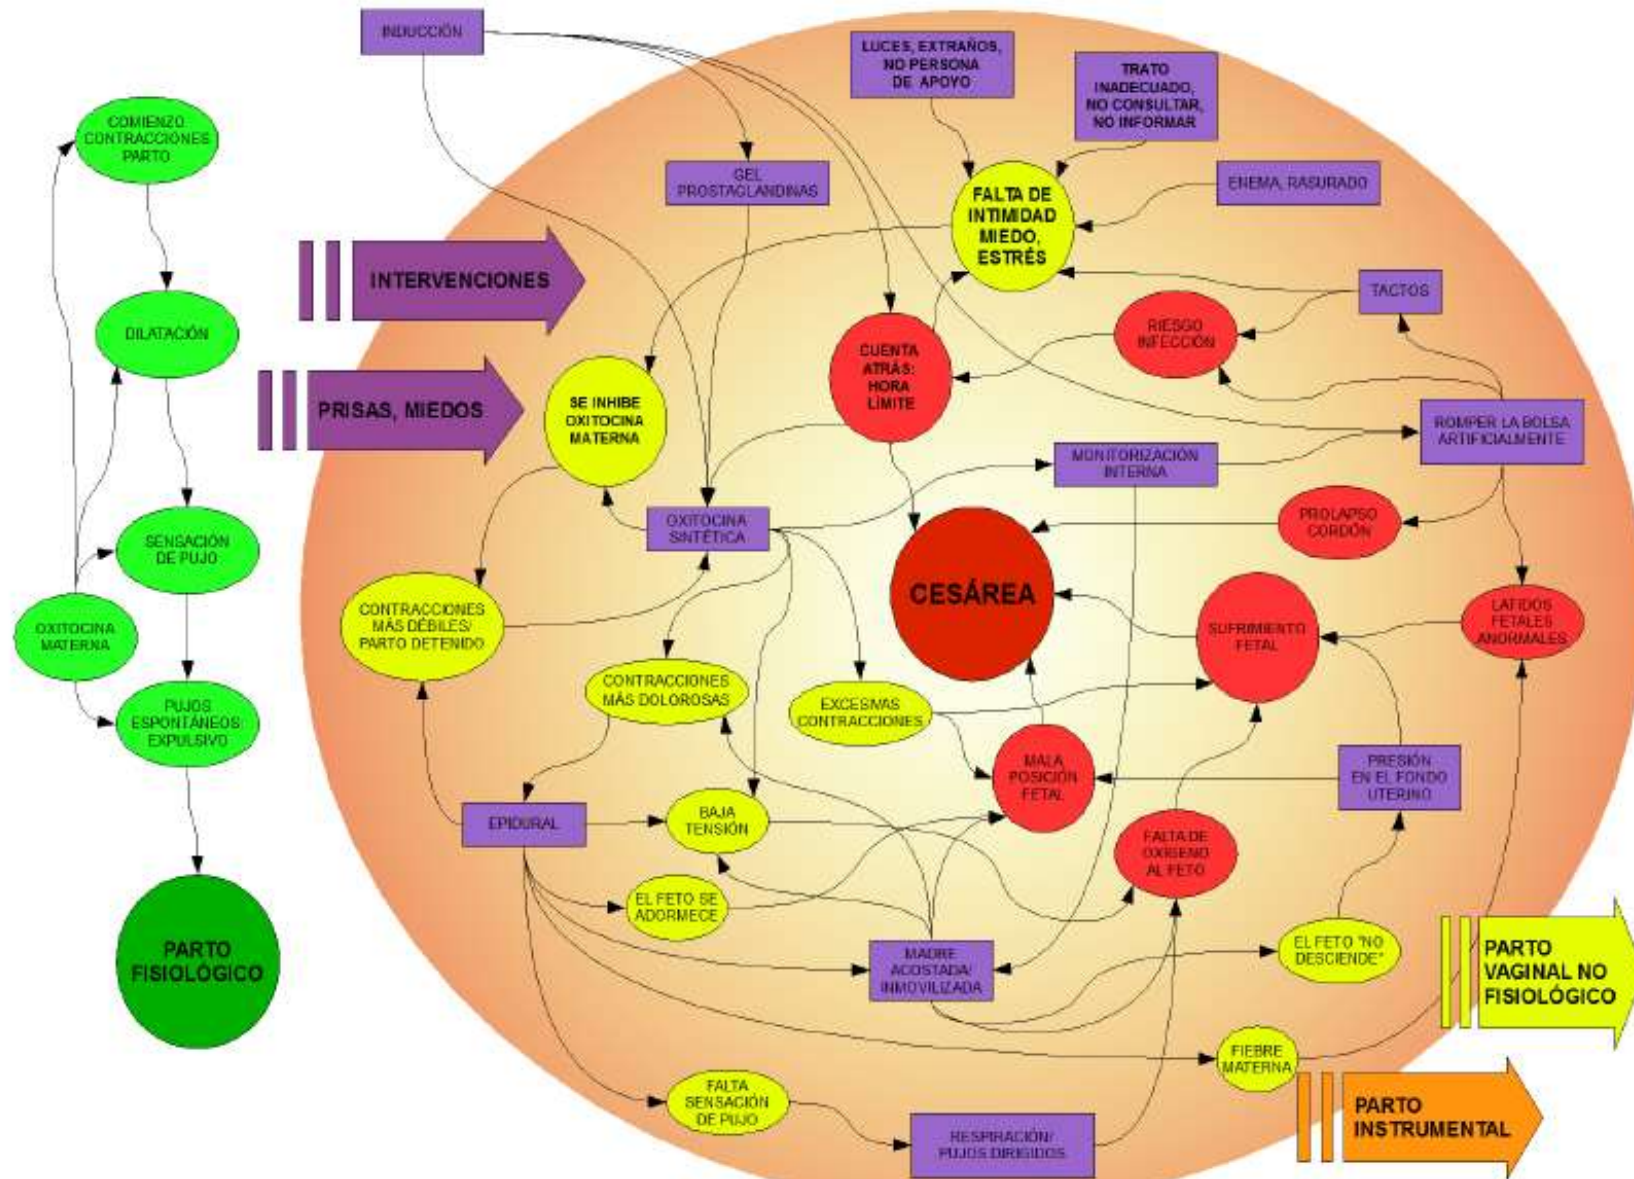 INDUCCIÓN
LUCES, EXTRAÑOS,
NO PERSONA
DE APOYO
TRATO
INADECUADO,
NO CONSULTAR,
NO INFORMAR
COMIENZO
CONTRACCIONES
PARTO
GEL
PROSTAGLANDINAS
ENEMA, RASURADO
FALTA DE
INTIMIDAD
MIEDO,
ESTRÉS
INTERVENCIONES
TACTOS
DILATACIÓN
RIESGO
INFECCIÓN
CUENTA
ATRÁS:
HORA
LÍMITE
PRISAS, MIEDOS
SE INHIBE
OXITOCINA
MATERNA
ROMPER LA BOLSA
ARTIFICIALMENTE
MONITORIZACIÓN
INTERNA
OXITOCINA
SINTÉTICA
PROLAPSO
CORDÓN
SENSACIÓN
DE PUJO
CESÁREA
CONTRACCIONES
MÁS DÉBILES/
PARTO DETENIDO
OXITOCINA
MATERNA
SUFRIMIENTO
FETAL
LATIDOS
FETALES
ANORMALES
CONTRACCIONES
MÁS DOLOROSAS
EXCESIVAS
CONTRACCIONES
PUJOS
ESPONTÁNEOS:
EXPULSIVO
MALA
POSICIÓN
FETAL
PRESIÓN
EN EL FONDO
UTERINO
EPIDURAL
BAJA
TENSIÓN
FALTA DE
OXÍGENO
AL FETO
EL FETO SE
ADORMECE
PARTO
FISIOLÓGICO
MADRE
ACOSTADA/
INMOVILIZADA
EL FETO "NO
DESCIENDE"
PARTO
VAGINAL NO
FISIOLÓGICO
FIEBRE
MATERNA
FALTA
SENSACIÓN
DE PUJO
PARTO
INSTRUMENTAL
RESPIRACIÓN/
PUJOS DIRIGIDOS